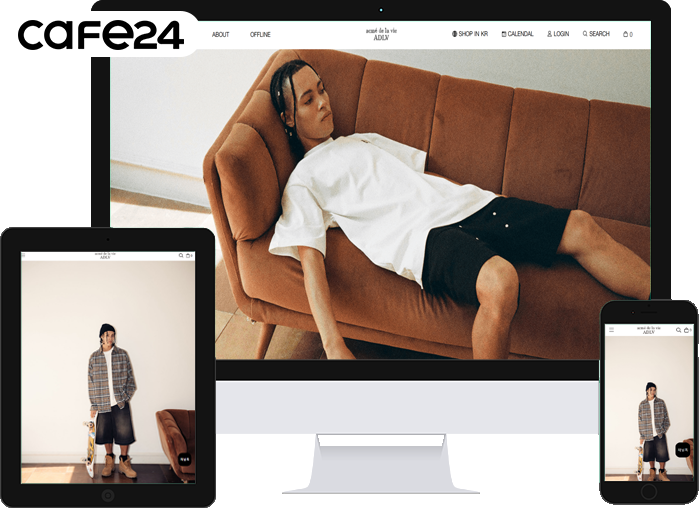 cafe24
ABOUT OFFLINE
acmé de la vie
ADLV
SHOP IN KR CALENDAL LOGIN SEARCH 0
acmé de la vie
ADLV
acmé de la vie
ADLV